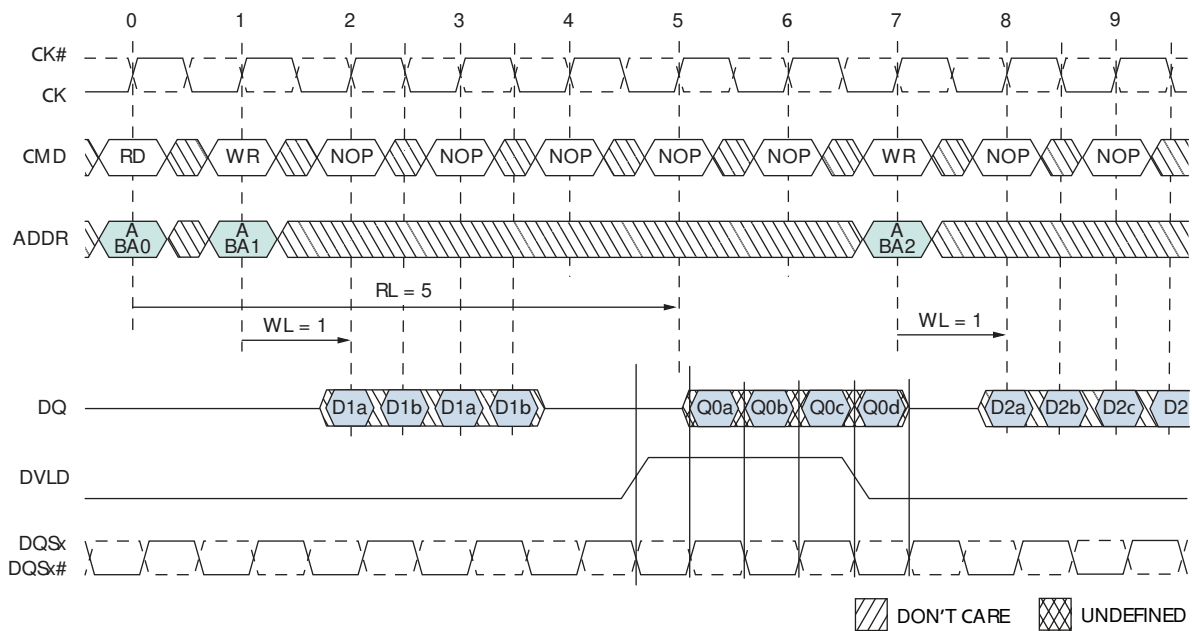 0 1 2 3 4 5 6 7 8 9
CK#
CK
CMD RD WR NOP NOP NOP NOP NOP WR NOP NOP
ADDR A BA0 A BA1 A BA2
RL = 5
WL = 1 WL = 1
DQ D1a D1b D1a D1b Q0a Q0b Q0c Q0d D2a D2b D2c D2
DVLD
DQSx
DQSx#
DON'T CARE UNDEFINED